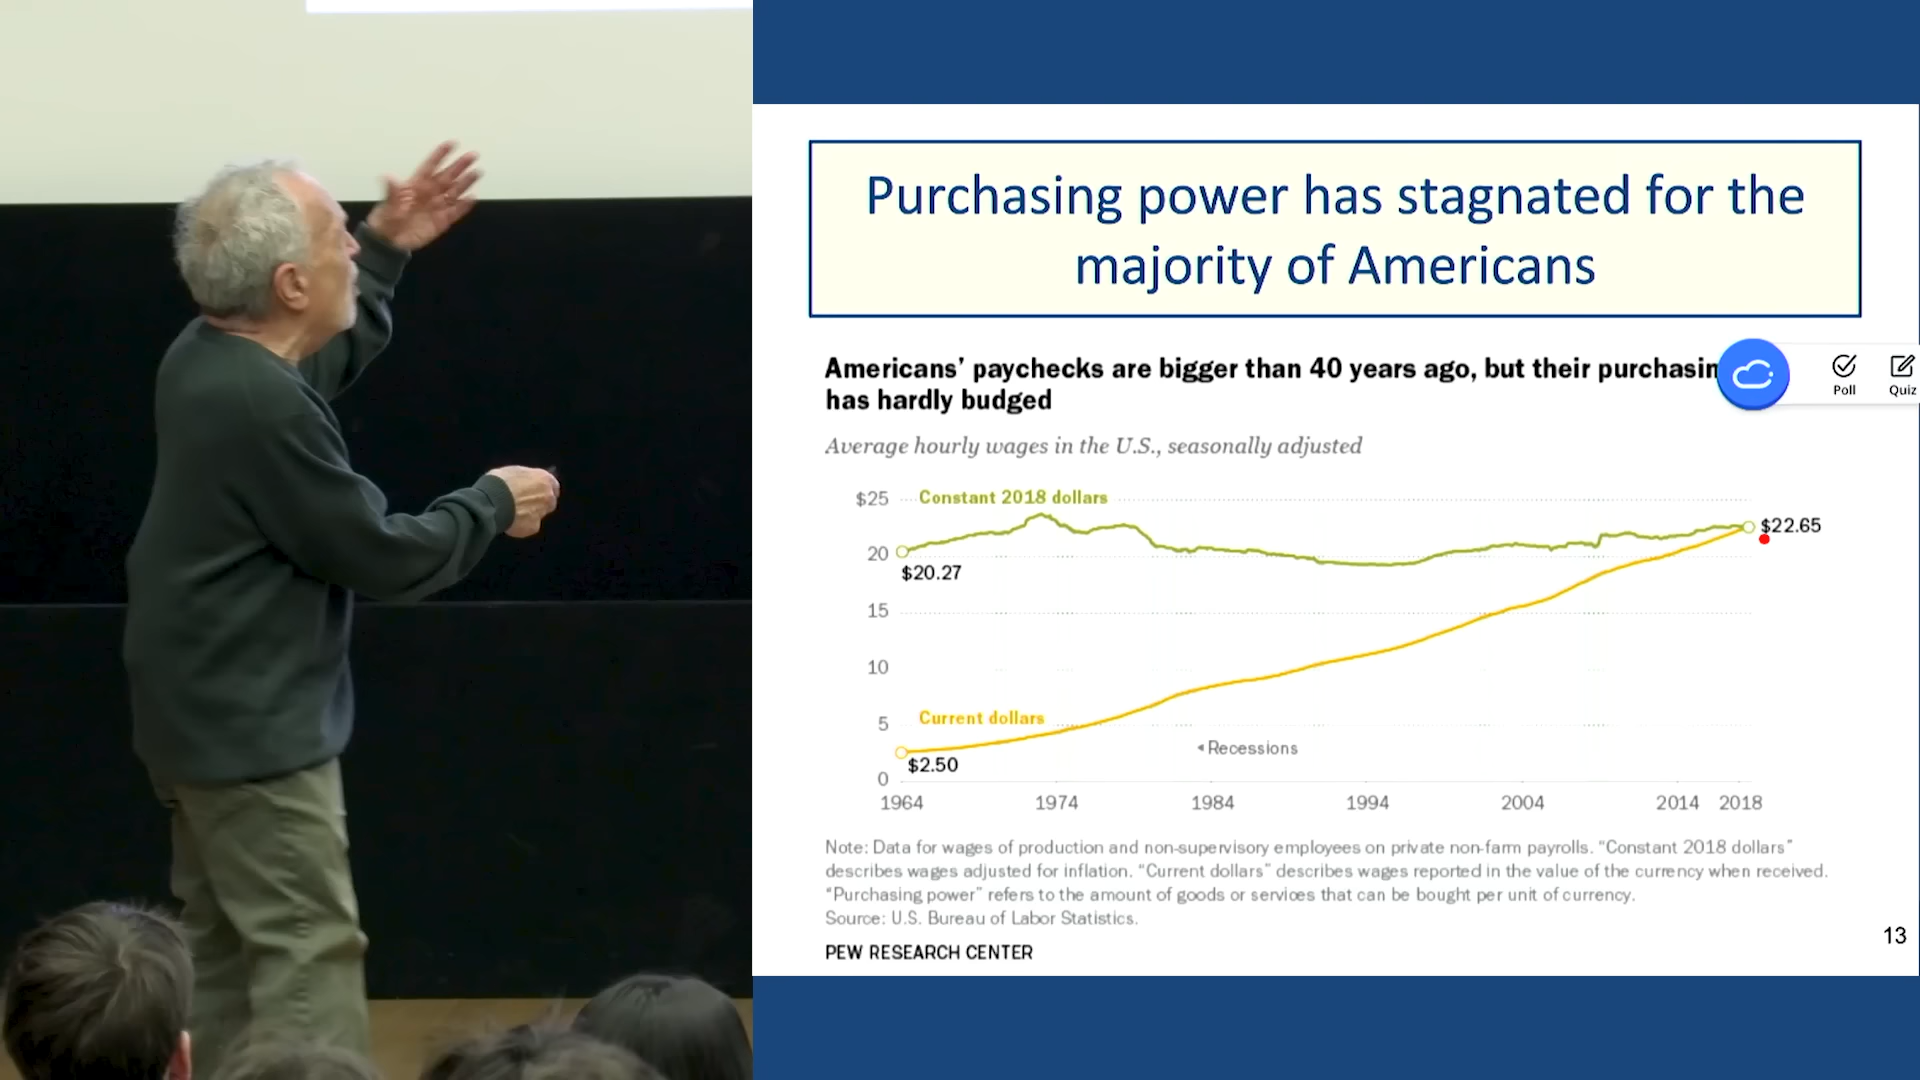 Purchasing power has stagnated for the
majority of Americans
Americans’ paychecks are bigger than 40 years ago, but their purchasin
has hardly budged
Poll
Quiz
Average hourly wages in the U.S., seasonally adjusted
$25
Constant 2018 dollars
$22.65
20
$20.27
15
10
5
Current dollars
Recessions
$2.50
0
1964 1974 1984 1994 2004 2014 2018
Note: Data for wages of production and non-supervisory employees on private non-farm payrolls. “Constant 2018 dollars”
describes wages adjusted for inflation. “Current dollars” describes wages reported in the value of the currency when received.
“Purchasing power” refers to the amount of goods or services that can be bought per unit of currency.
Source: U.S. Bureau of Labor Statistics.
PEW RESEARCH CENTER
13